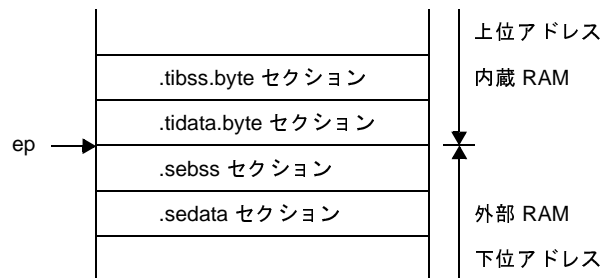 上位アドレス
.tibss.byte セクション
内蔵 RAM
.tidata.byte セクション
ep
.sebss セクション
.sedata セクション
外部 RAM
下位アドレス